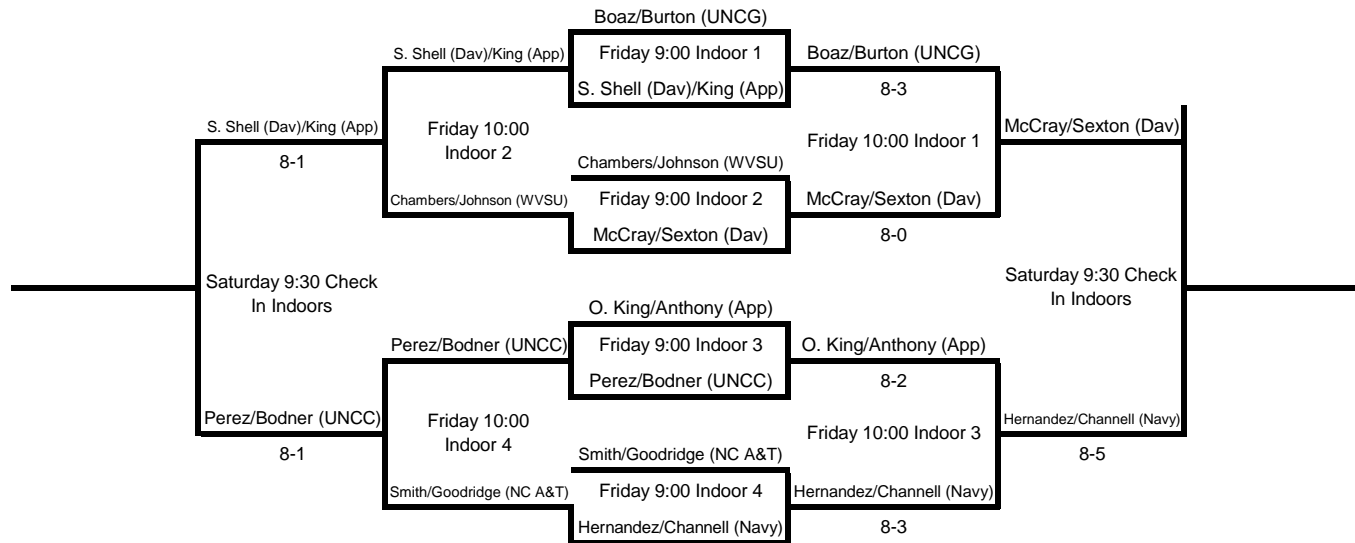 Boaz/Burton (UNCG)
S. Shell (Dav)/King (App)
Friday 9:00 Indoor 1
Boaz/Burton (UNCG)
S. Shell (Dav)/King (App)
8-3
S. Shell (Dav)/King (App)
Friday 10:00
Indoor 2
Friday 10:00 Indoor 1
McCray/Sexton (Dav)
8-1
Chambers/Johnson (WVSU)
Chambers/Johnson (WVSU)
Friday 9:00 Indoor 2
McCray/Sexton (Dav)
McCray/Sexton (Dav)
8-0
Saturday 9:30 Check
In Indoors
Saturday 9:30 Check
In Indoors
O. King/Anthony (App)
Perez/Bodner (UNCC)
Friday 9:00 Indoor 3
O. King/Anthony (App)
Perez/Bodner (UNCC)
8-2
Perez/Bodner (UNCC)
Friday 10:00
Indoor 4
Friday 10:00 Indoor 3
Hernandez/Channell (Navy)
8-1
Smith/Goodridge (NC A&T)
8-5
Smith/Goodridge (NC A&T)
Friday 9:00 Indoor 4
Hernandez/Channell (Navy)
Hernandez/Channell (Navy)
8-3